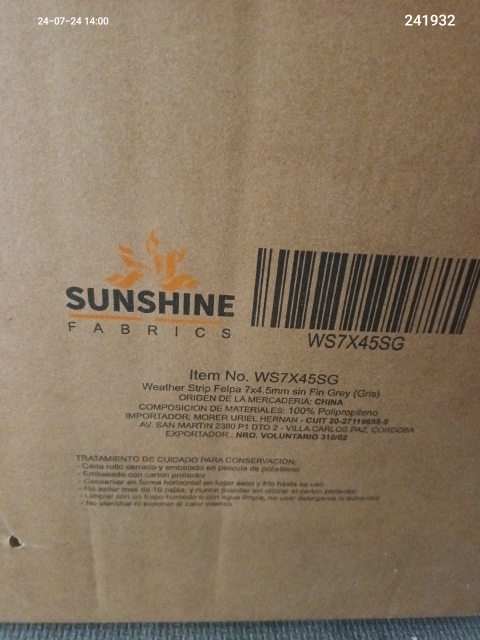 24-07-24 14:00
241932
SUNSHINE
FABRICS
WS7X45SG
Item No. WS7X45SG
Weather Strip Felpa 7x4.5mm sin Fin Grey (Gris)
ORIGEN DE LA MERCADERIA: CHINA
COMPOSICION DE MATERIALES: 100% Polipropileno
IMPORTADOR; MORER URIEL HERNAN - CUIT 20-27119695-8
AV. SAN MARTIN 2380 P1 DTO 2 - VILLA CARLOS PAZ, CORDOBA
EXPORTADOR: NRO. VOLUNTARIO 310/02
TRATAMIENTO DE CUIDADO PARA CONSERVACION:
- Cada rollo cerrado y embalado en pelicula de polietileno
- Embasado con carton protector
- Conservar en forma horizontal en lugar seco y frio hasta su uso
- No apilar mas de 10 cajas, y nunca guardar sin utilizar el carton protector
- Limpiar con un trapo humedo o con agua limpia, no usar detergente ni solventes
- No planchar ni exponer al calor intenso